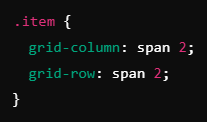 .item {
  grid-column: span 2;
  grid-row: span 2;
}